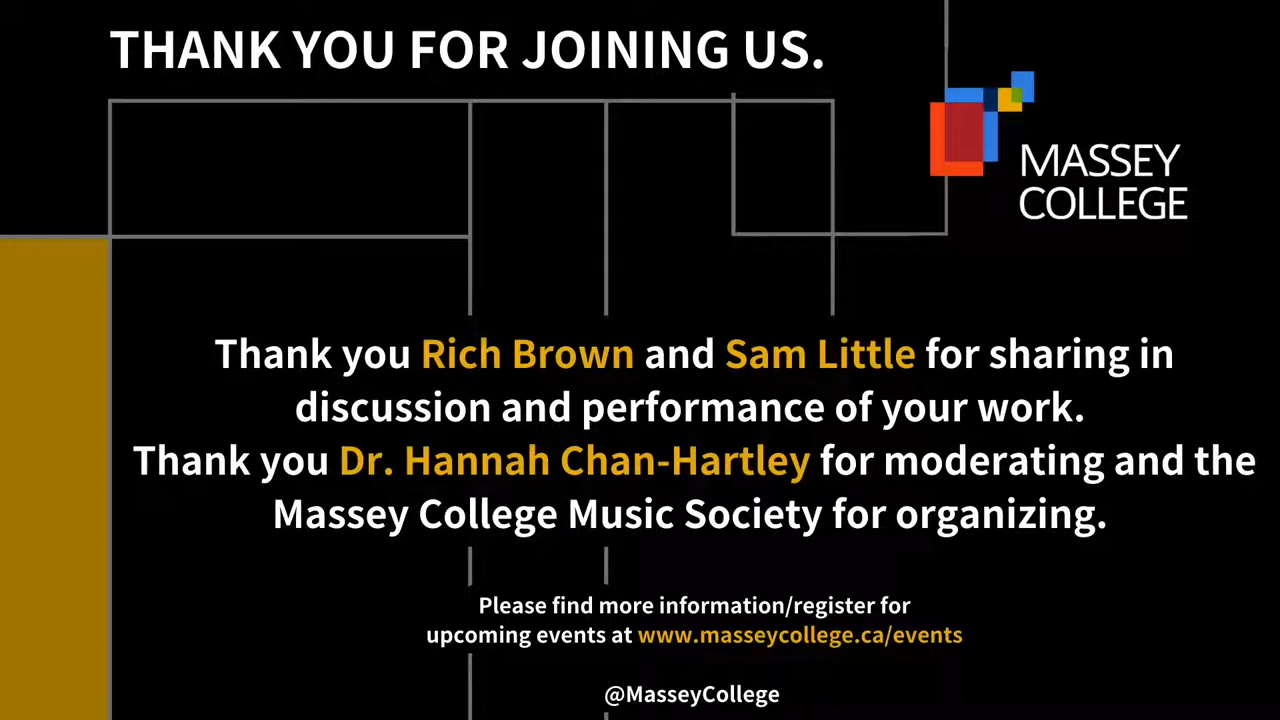 THANK YOU FOR JOINING US.
MASSEY
COLLEGE
Thank you Rich Brown and Sam Little for sharing in
discussion and performance of your work.
Thank you Dr. Hannah Chan-Hartley for moderating and the
Massey College Music Society for organizing.
Please find more information/register for
upcoming events at www.masseycollege.ca/events
@MasseyCollege